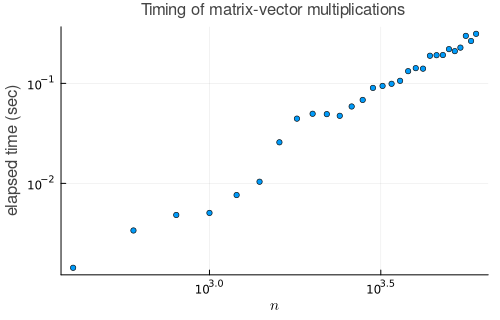 Timing of matrix-vector multiplications
elapsed time (sec)
10^-1
10^-2
10^3.0
10^3.5
n